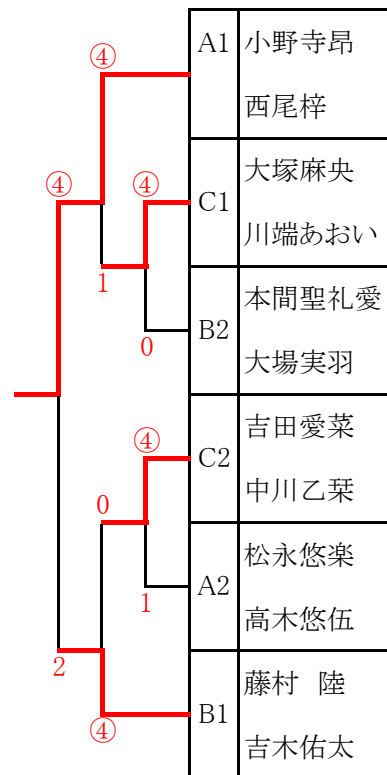 ④
A1 小野寺昂
西尾梓
④ ④
C1 大塚麻央
川端あおい
1
B2 本間聖礼愛
0 大場実羽
④
C2 吉田愛菜
中川乙栞
0
A2 松永悠楽
1 高木悠伍
2
B1 藤村 陸
④ 吉木佑太